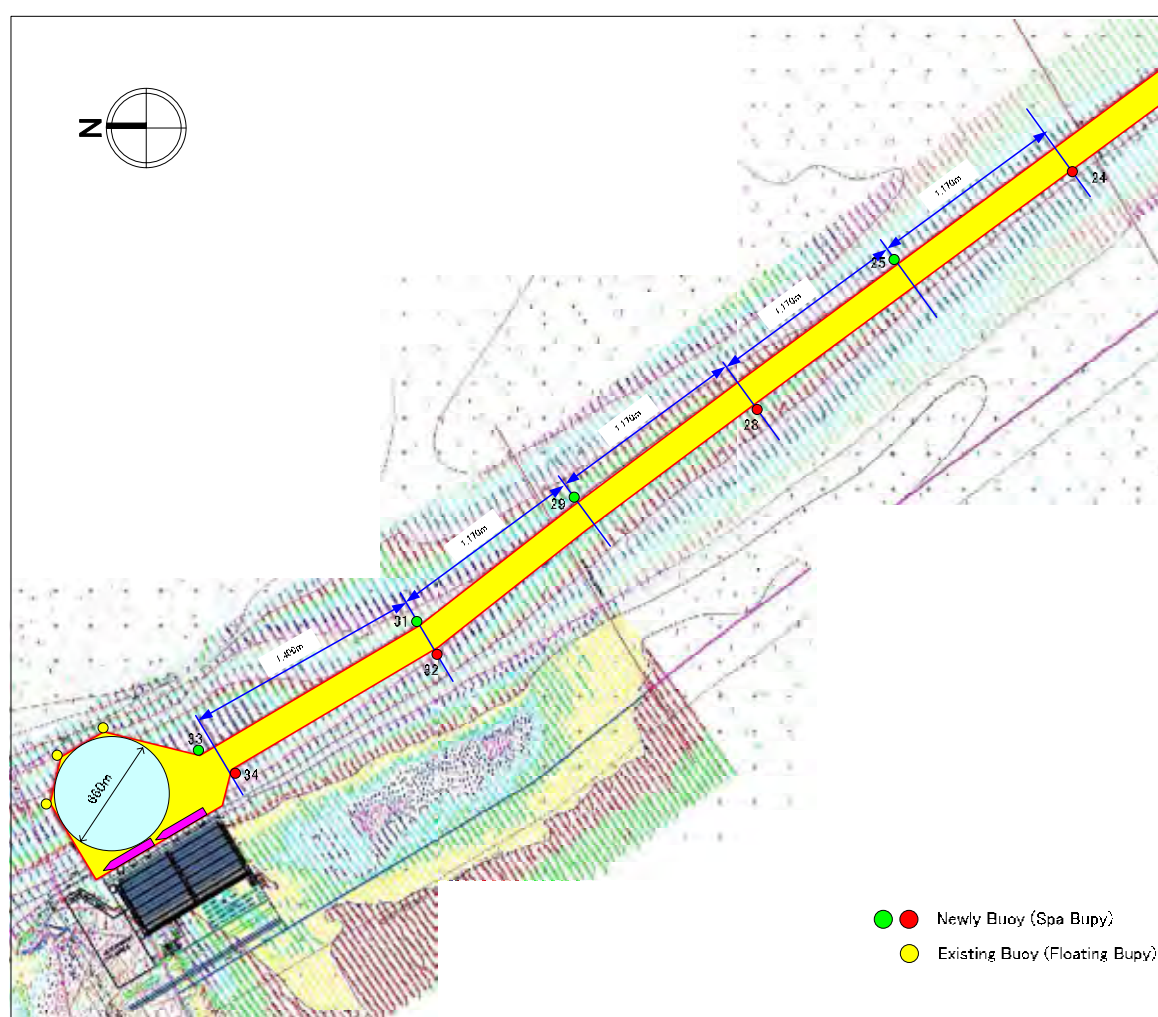 N
24
1,170m
25
1,170m
28
1,170m
29
1,170m
31
32
1,400m
33
34
660m
Newly Buoy (Spa Bupy)
Existing Buoy (Floating Bupy)